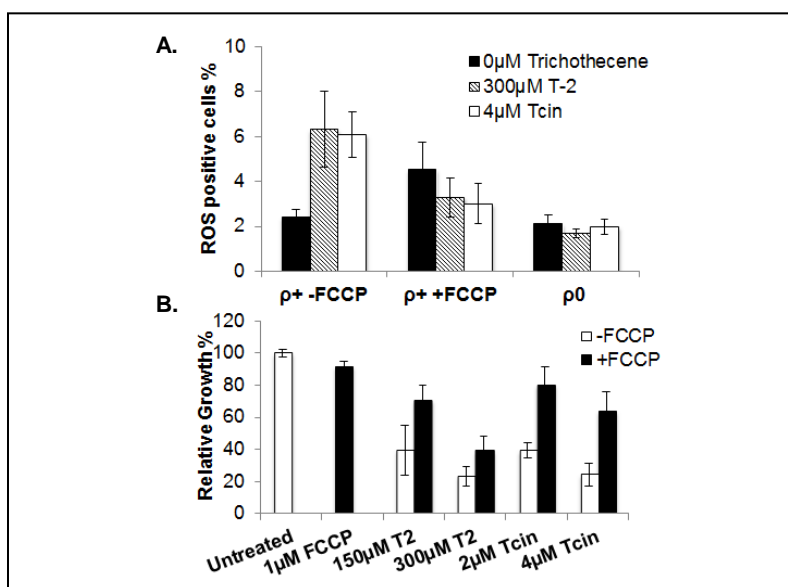 A.
10
8
6
4
2
0
ROS positive cells %
0µM Trichothecene
300µM T-2
4µM Tcin
ρ+ -FCCP
ρ+ +FCCP
ρ0
B.
120
100
80
60
40
20
0
Relative Growth%
-FCCP
+FCCP
Untreated
1µM FCCP
150µM T2
300µM T2
2µM Tcin
4µM Tcin